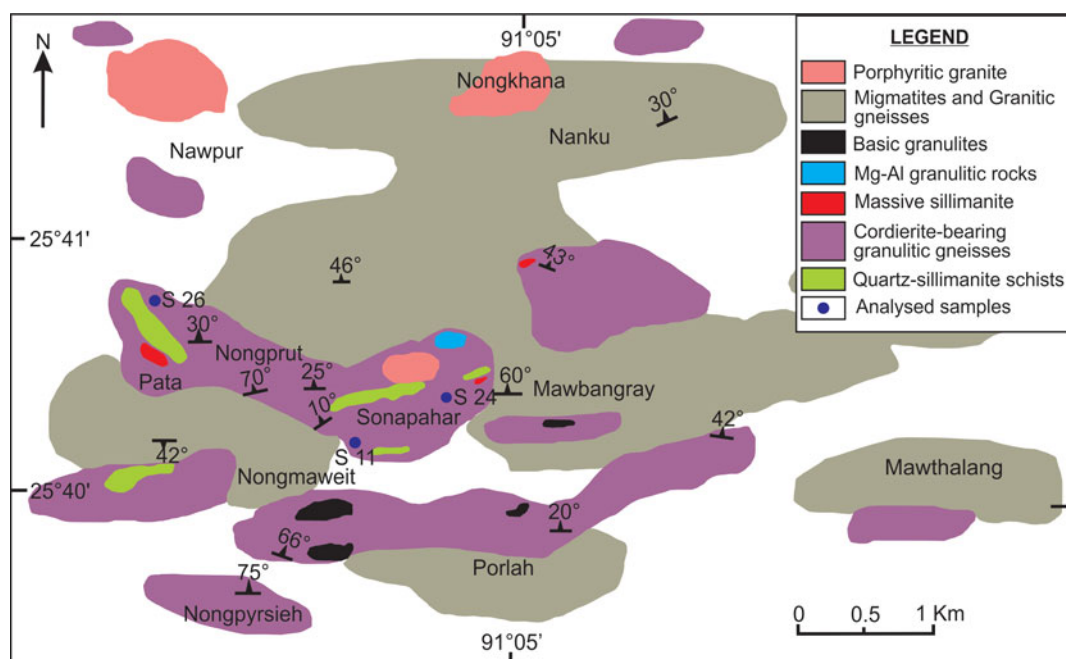 91°05'
N
LEGEND
Porphyritic granite
Migmatites and Granitic
gneisses
Basic granulites
Mg-Al granulitic rocks
Massive sillimanite
Cordierite-bearing
granulitic gneisses
Quartz-sillimanite schists
Analysed samples
Nongkhana
30°
Nanku
Nawpur
25°41'
46°
43°
S 26
30°
Nongprut
Pata
70°
25°
10°
Sonapahar
S 24
60°
Mawbangray
42°
42°
S 11
Nongmaweit
Mawthalang
25°40'
20°
66°
Porlah
75°
Nongpyrsieh
0 0.5 1 Km
91°05'